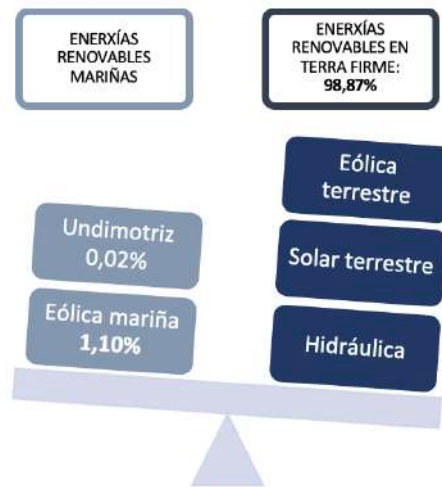 ENERXÍAS
RENOVABLES
MARIÑAS
ENERXÍAS
RENOVABLES EN
TERRA FIRME:
98,87%
Undimotriz
0,02%
Eólica mariña
1,10%
Eólica
terrestre
Solar terrestre
Hidráulica